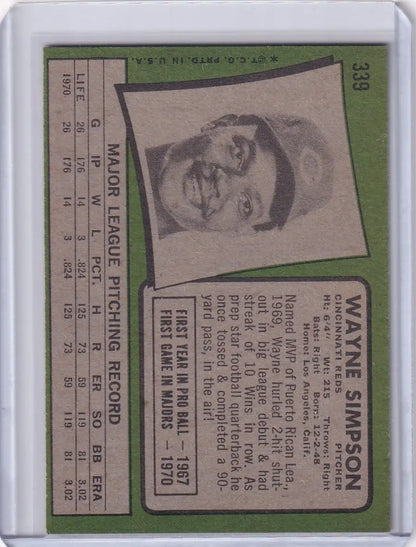 339
WAYNE SIMPSON
CINCINNATI REDS PITCHER
Ht: 6'4" Wt: 215 Throws: Right
Bats: Right Born: 12-2-48
Home: Los Angeles, Calif.
Named MVP of Puerto Rican Lea.,
1969, Wayne hurled 2-hit shut-
out in big league debut & had
streak of 10 Wins in row. As
prep star football quarterback he
once tossed & completed a 90-
yard pass, in the air!
FIRST YEAR IN PRO BALL — 1967
FIRST GAME IN MAJORS — 1970
MAJOR LEAGUE PITCHING RECORD
G IP W L PCT. H R ER SO BB ERA
1970 26 176 14 3 .824 125 73 59 119 81 3.02
LIFE 26 176 14 3 .824 125 73 59 119 81 3.02
*©T.C.G. PRTD. IN U.S.A.